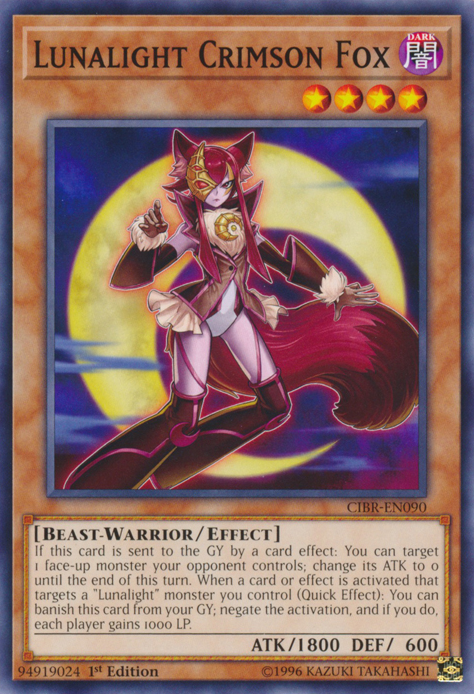 LUNALIGHT CRIMSON FOX
DARK
闇
CIBR-EN090
[BEAST-WARRIOR/EFFECT]
If this card is sent to the GY by a card effect: You can target
1 face-up monster your opponent controls; change its ATK to 0
until the end of this turn. When a card or effect is activated that
targets a "Lunalight" monster you control (Quick Effect): You can
banish this card from your GY; negate the activation, and if you do,
each player gains 1000 LP.
ATK/1800 DEF/ 600
94919024 1st Edition ©1996 KAZUKI TAKAHASHI